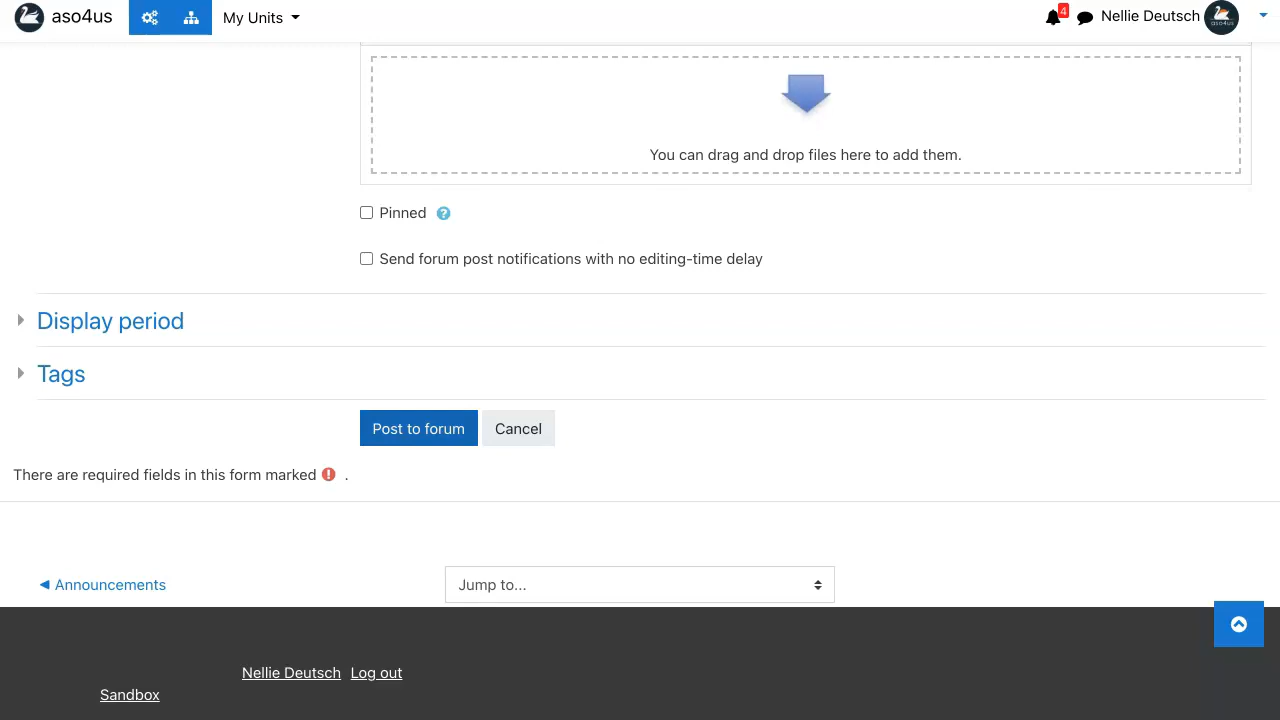 aso4us My Units 4 Nellie Deutsch
aso4us
You can drag and drop files here to add them.
Pinned ?
Send forum post notifications with no editing-time delay
Display period
Tags
Post to forum Cancel
There are required fields in this form marked ! .
◄ Announcements Jump to...
Nellie Deutsch Log out
Sandbox